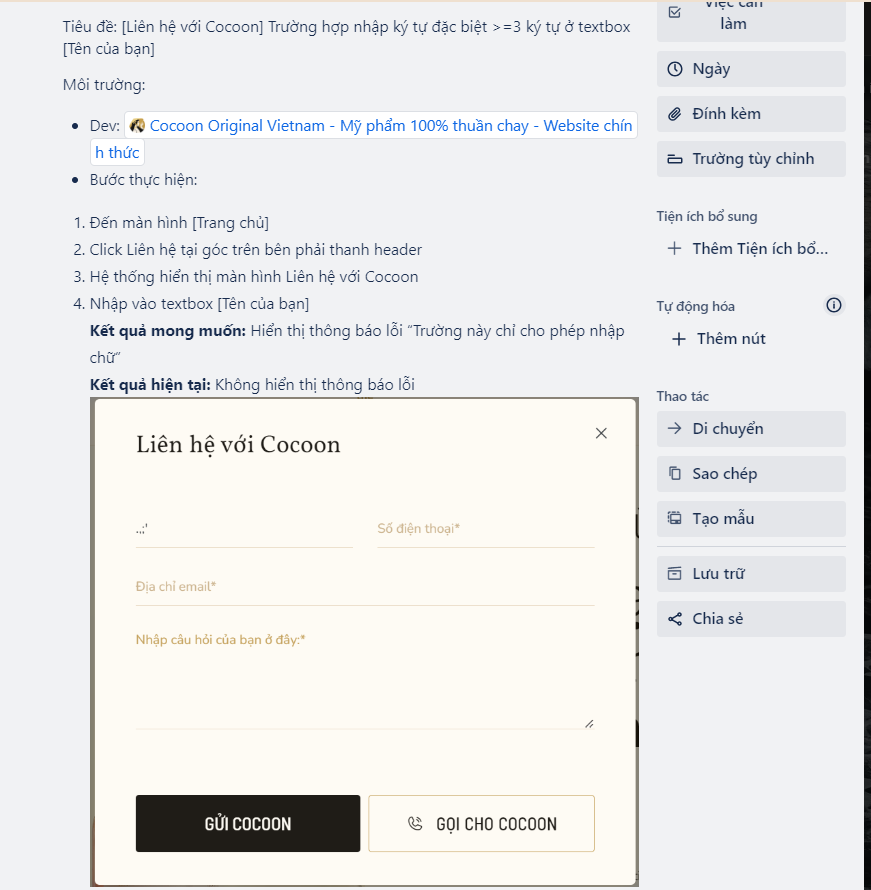 Việc cần
làm
Tiêu đề: [Liên hệ với Cocoon] Trường hợp nhập ký tự đặc biệt >=3 ký tự ở textbox
[Tên của bạn]
Môi trường:
Dev: Cocoon Original Vietnam - Mỹ phẩm 100% thuần chay - Website chín
h thức
Bước thực hiện:
1. Đến màn hình [Trang chủ]
2. Click Liên hệ tại góc trên bên phải thanh header
3. Hệ thống hiển thị màn hình Liên hệ với Cocoon
4. Nhập vào textbox [Tên của bạn]
Kết quả mong muốn: Hiển thị thông báo lỗi “Trường này chỉ cho phép nhập
chữ”
Kết quả hiện tại: Không hiển thị thông báo lỗi
Liên hệ với Cocoon
..;'
Số điện thoại*
Địa chỉ email*
Nhập câu hỏi của bạn ở đây:*
GỬI COCOON
GỌI CHO COCOON
Ngày
Đính kèm
Trường tùy chỉnh
Tiện ích bổ sung
Thêm Tiện ích bổ...
Tự động hóa
Thêm nút
Thao tác
Di chuyển
Sao chép
Tạo mẫu
Lưu trữ
Chia sẻ